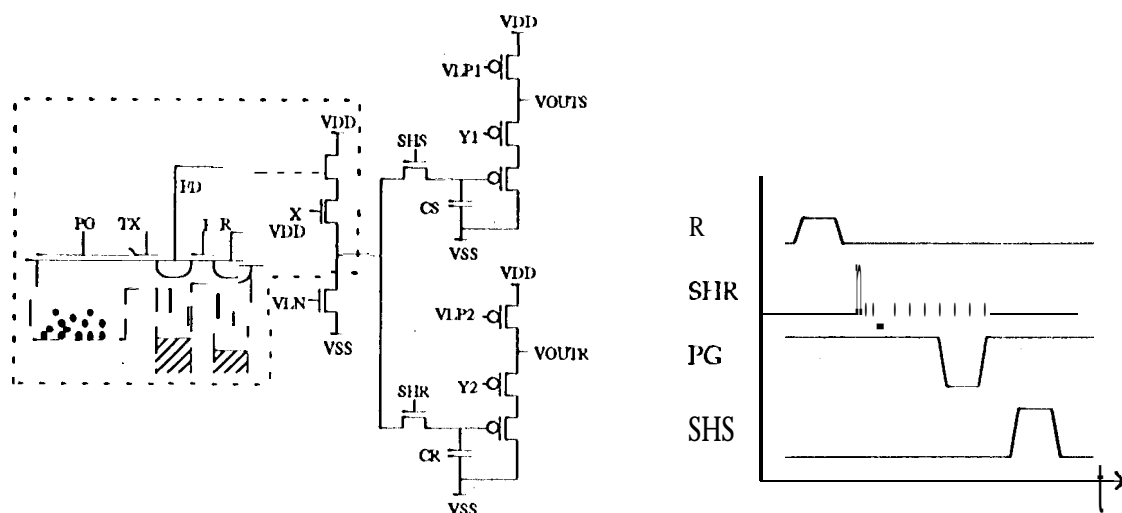 VDD
VLP1
VOUTS
VDD
SHS
Y1
FD
CS
X
PG TX R
VDD
VSS
VDD
VLN
VLP2
VSS
VOUTR
Y2
SHR
CR
VSS
R
SHR
PG
SHS
t